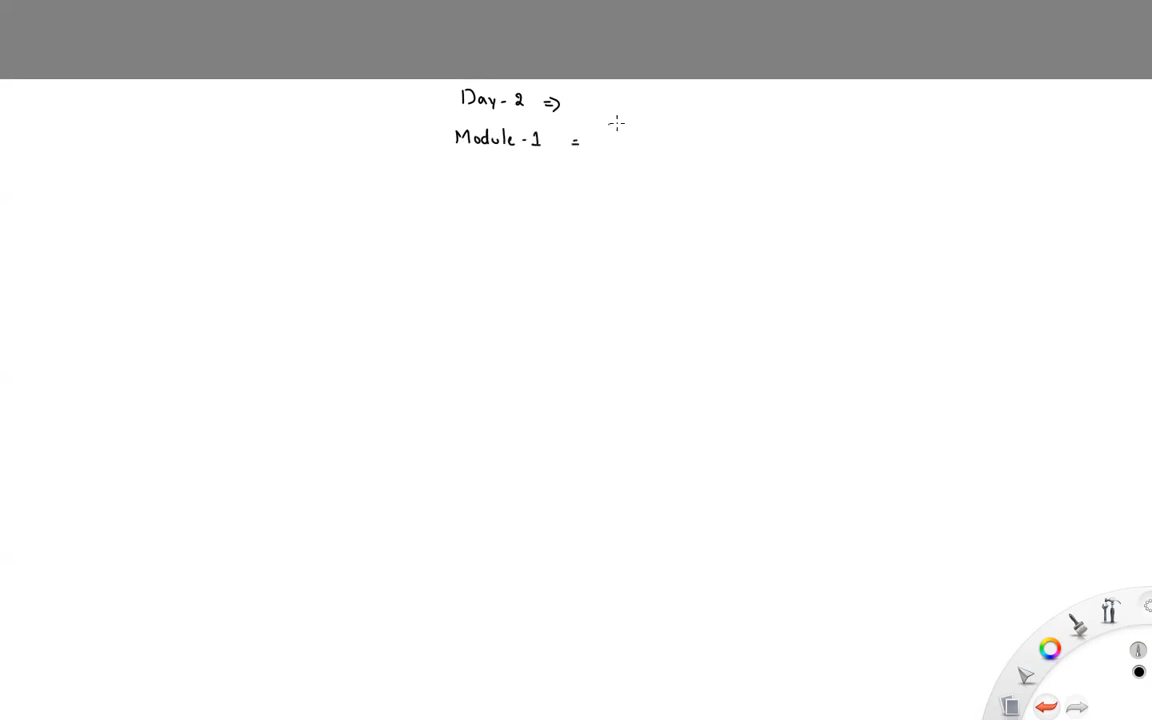 Day - 2 =>
Module - 1 =